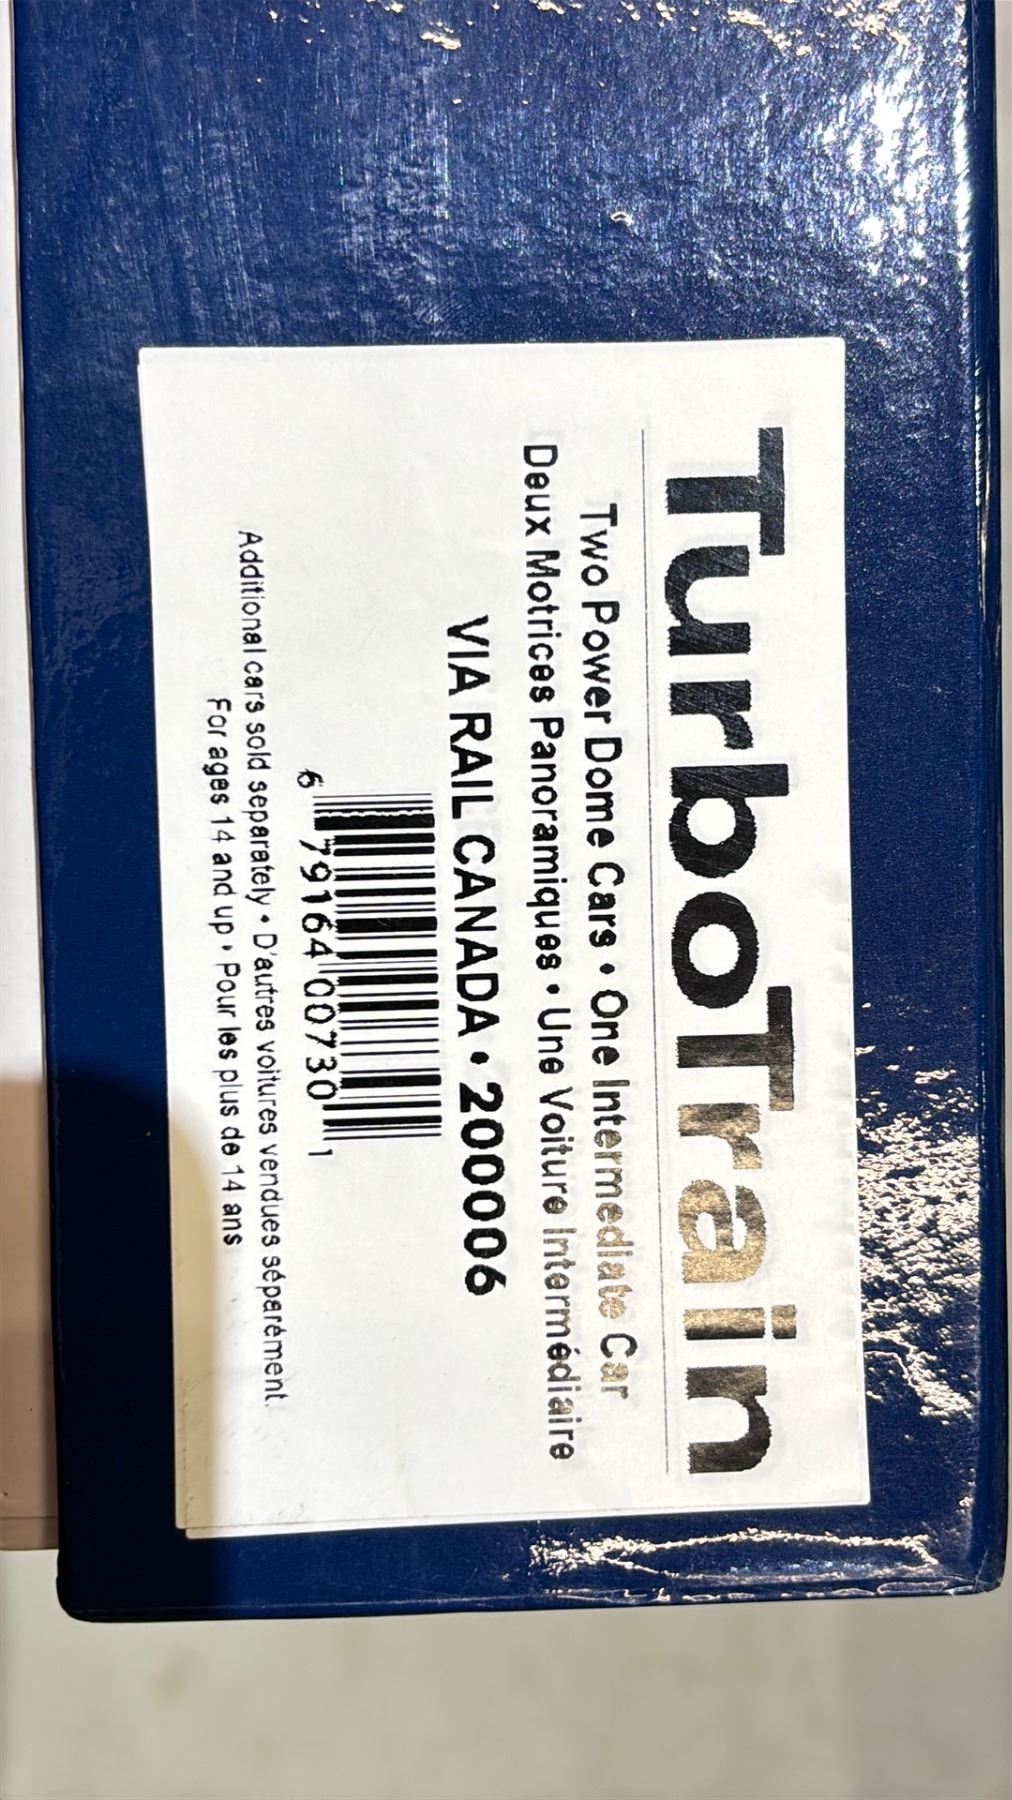 TurboTrain
Two Power Dome Cars • One Intermediate Car
Deux Motrices Panoramiques • Une Voiture Intermédiaire
VIA RAIL CANADA • 200006
6 79164 00730 1
Additional cars sold separately • D'autres voitures vendues séparément.
For ages 14 and up • Pour les plus de 14 ans